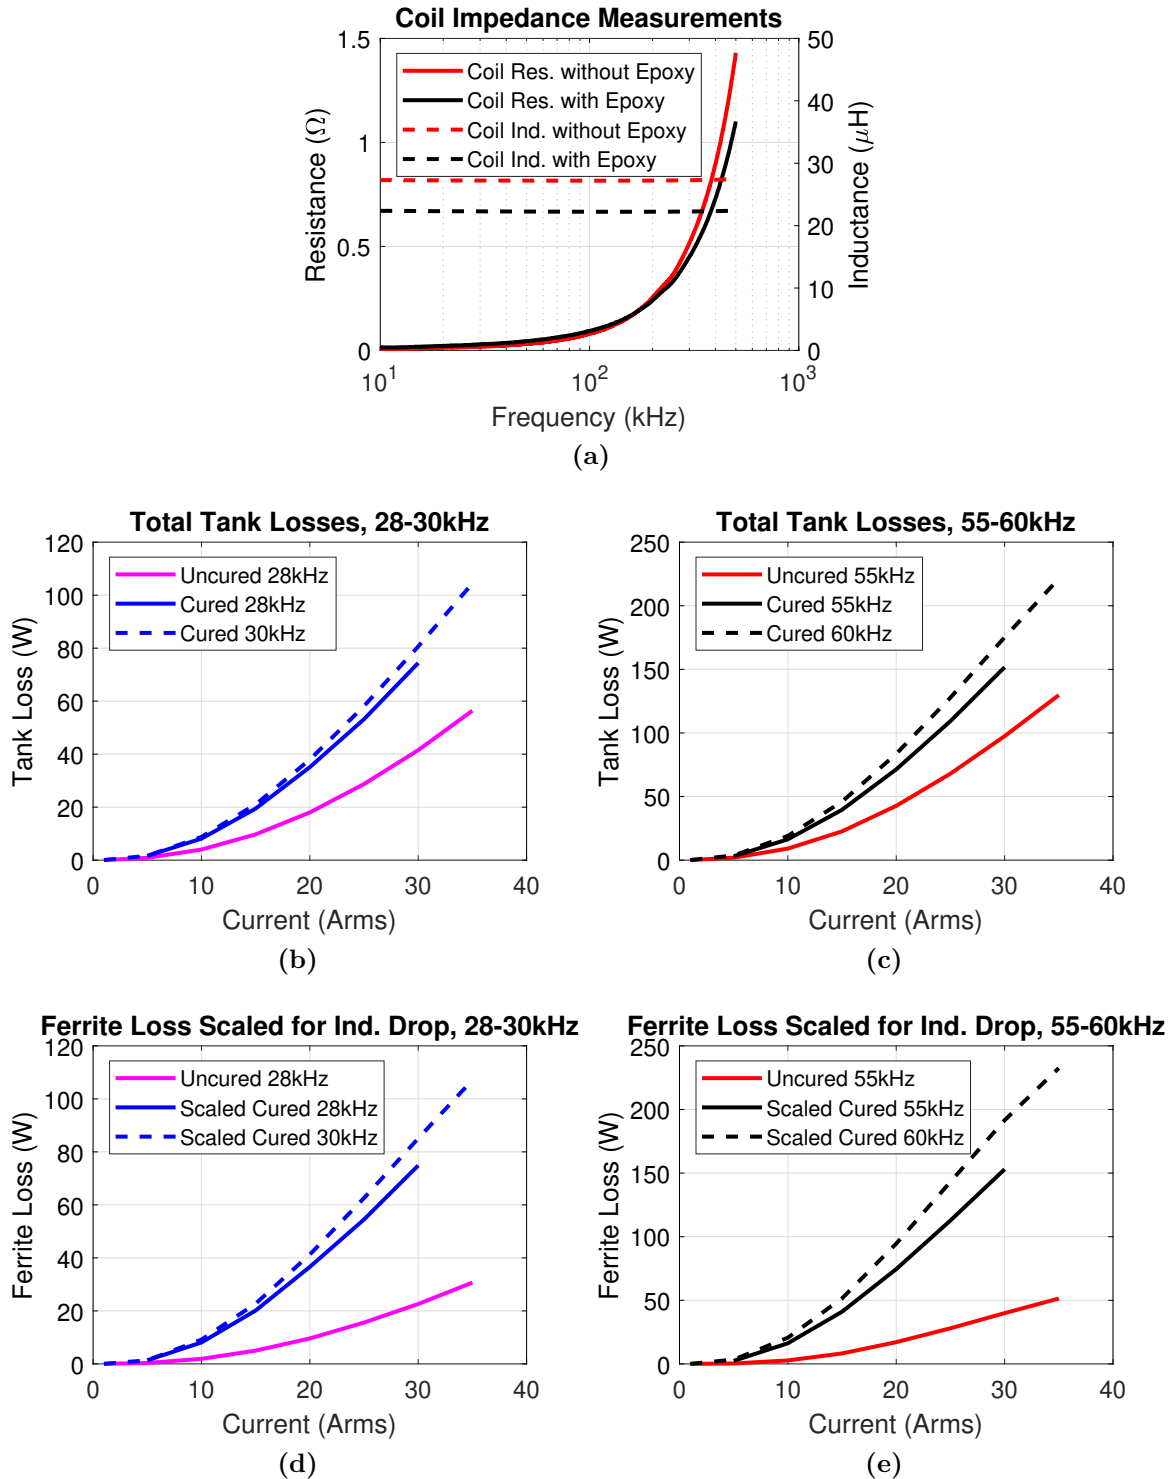 Coil Impedance Measurements
1.5
1
0.5
0
50
40
30
20
10
0
Coil Res. without Epoxy
Coil Res. with Epoxy
Coil Ind. without Epoxy
Coil Ind. with Epoxy
Resistance (Ω)
Inductance (μH)
10^1
10^2
10^3
Frequency (kHz)
(a)
Total Tank Losses, 28-30kHz
120
100
80
60
40
20
0
Uncured 28kHz
Cured 28kHz
Cured 30kHz
Tank Loss (W)
0 10 20 30 40
Current (Arms)
(b)
Total Tank Losses, 55-60kHz
250
200
150
100
50
0
Uncured 55kHz
Cured 55kHz
Cured 60kHz
Tank Loss (W)
0 10 20 30 40
Current (Arms)
(c)
Ferrite Loss Scaled for Ind. Drop, 28-30kHz
120
100
80
60
40
20
0
Uncured 28kHz
Scaled Cured 28kHz
Scaled Cured 30kHz
Ferrite Loss (W)
0 10 20 30 40
Current (Arms)
(d)
Ferrite Loss Scaled for Ind. Drop, 55-60kHz
250
200
150
100
50
0
Uncured 55kHz
Scaled Cured 55kHz
Scaled Cured 60kHz
Ferrite Loss (W)
0 10 20 30 40
Current (Arms)
(e)